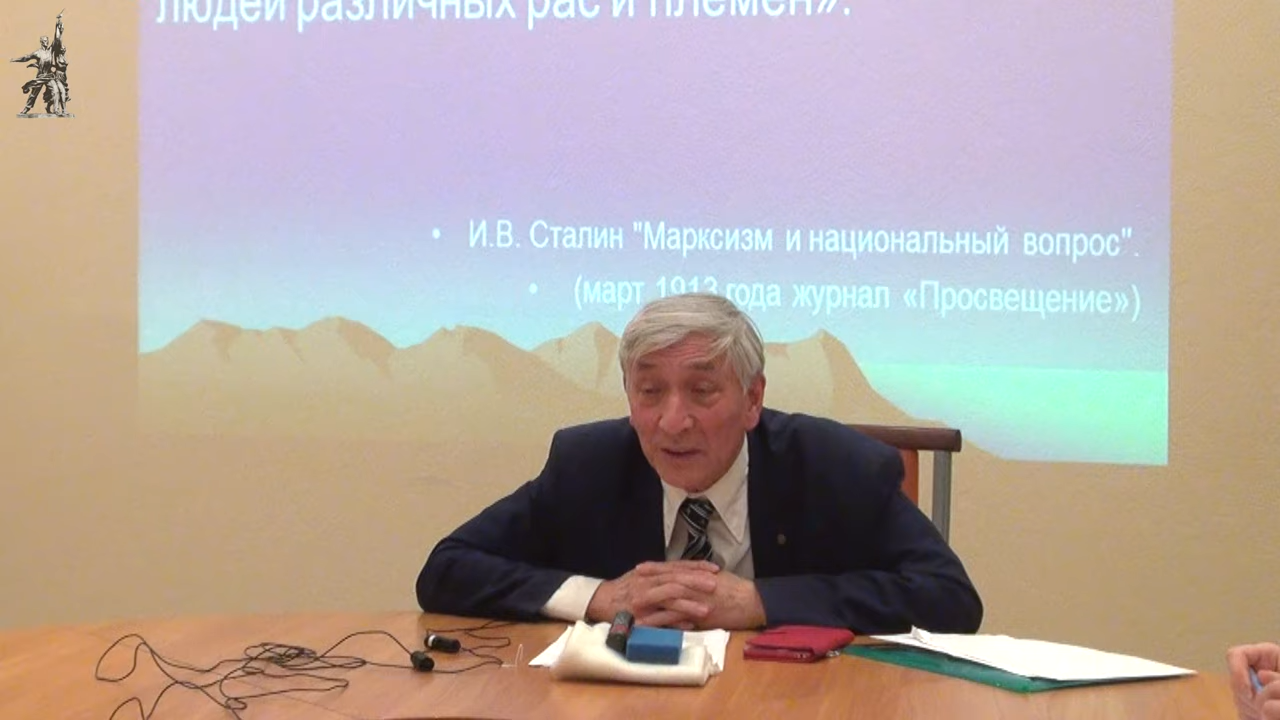 людей различных рас и племен».
• И.В. Сталин "Марксизм и национальный вопрос".
• (март 1913 года журнал «Просвещение»)